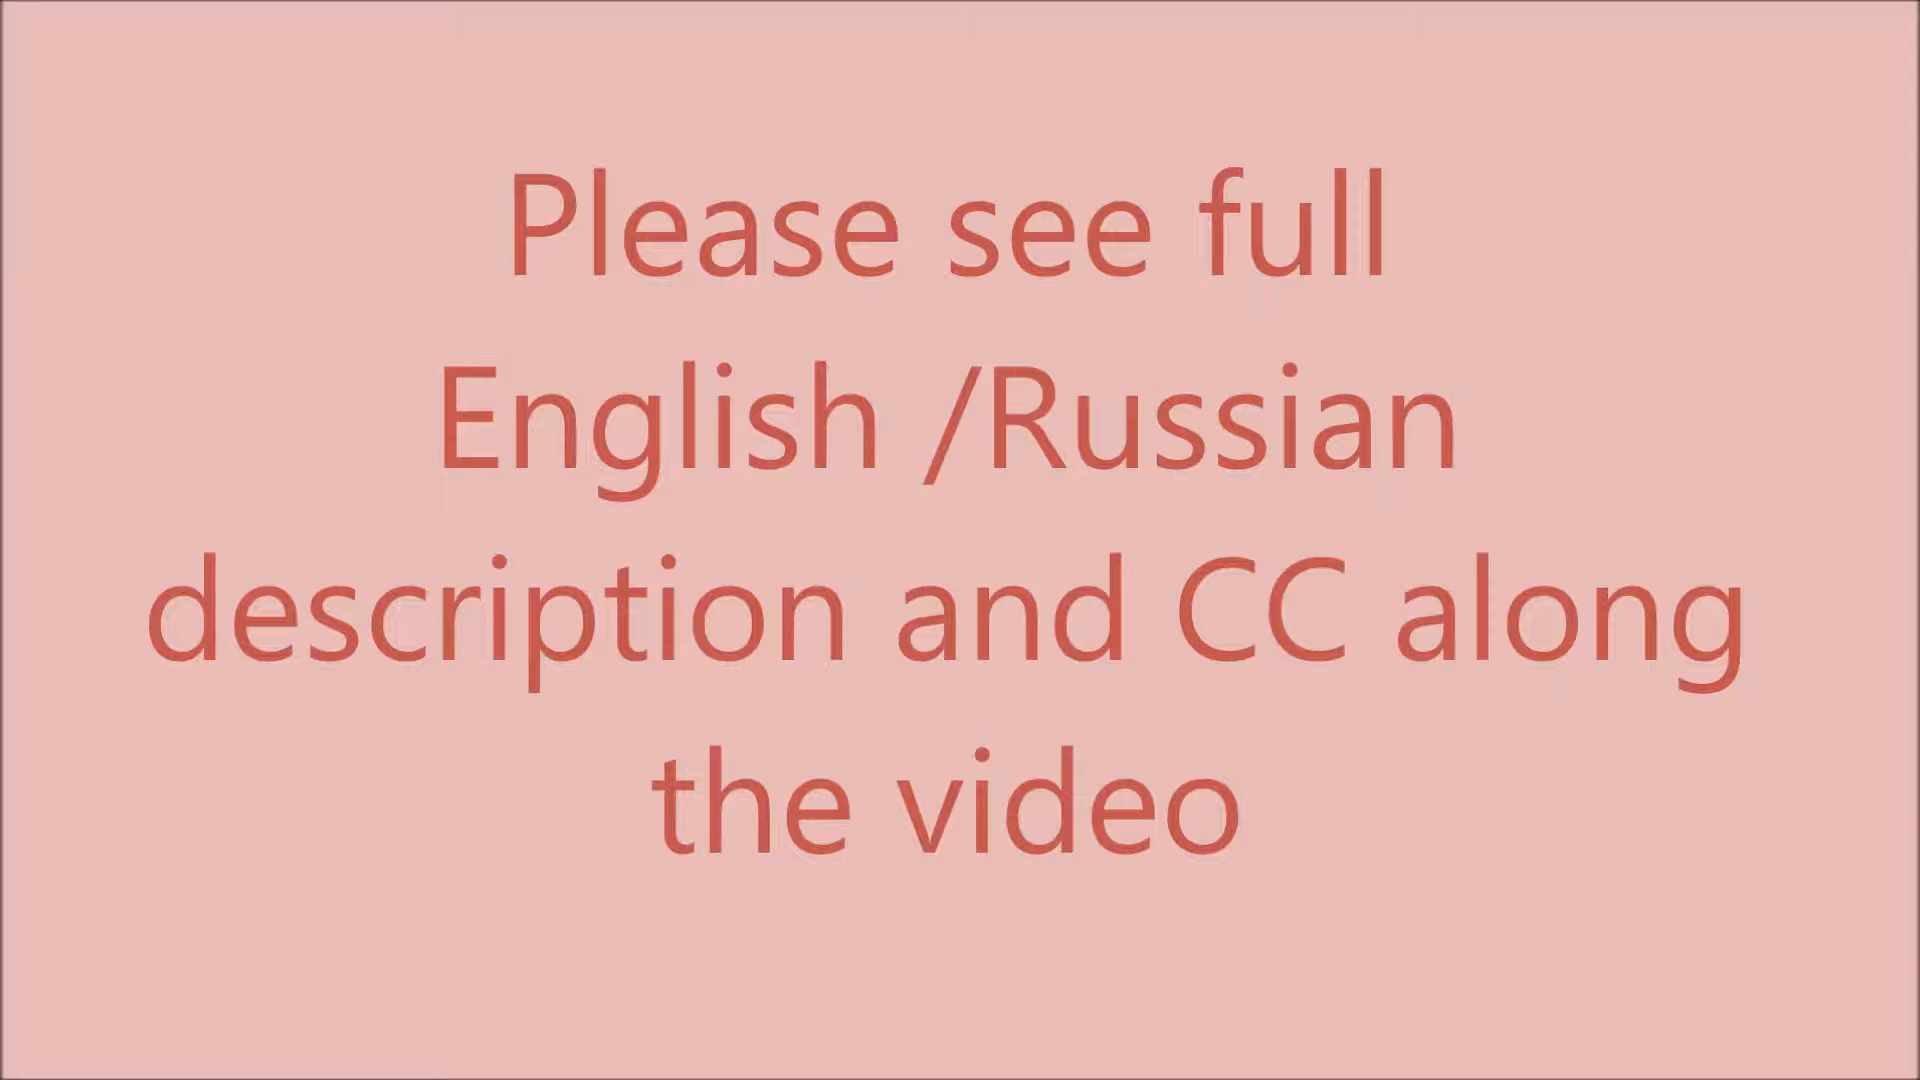 Please see full
English /Russian
description and CC along
the video